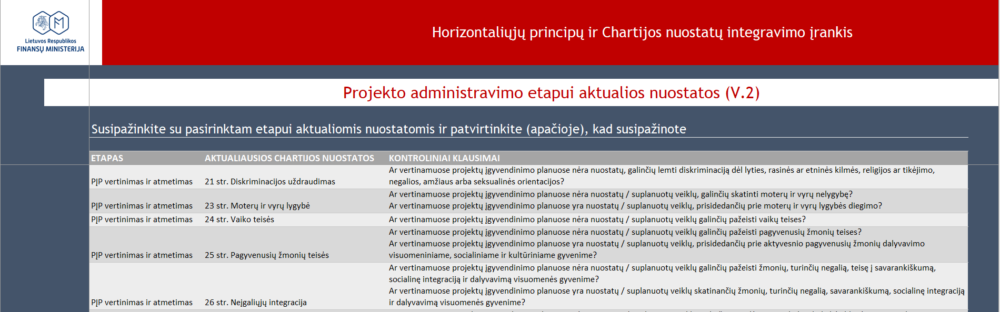 Lietuvos Respublikos
FINANSŲ MINISTERIJA
Horizontaliųjų principų ir Chartijos nuostatų integravimo įrankis
Projekto administravimo etapui aktualios nuostatos (V.2)
Susipažinkite su pasirinktam etapui aktualiomis nuostatomis ir patvirtinkite (apačioje), kad susipažinote
ETAPAS AKTUALIAUSIOS CHARTIJOS NUOSTATOS KONTROLINIAI KLAUSIMAI
Ar vertinamuose projektų įgyvendinimo planuose nėra nuostatų, galinčių lemti diskriminaciją dėl lyties, rasinės ar etninės kilmės, religijos ar tikėjimo,
PĮP vertinimas ir atmetimas 21 str. Diskriminacijos uždraudimas negalios, amžiaus arba seksualinės orientacijos?
Ar vertinamuose projektų įgyvendinimo planuose nėra nuostatų / suplanuotų veiklų, galinčių skatinti moterų ir vyrų nelygybę?
PĮP vertinimas ir atmetimas 23 str. Moterų ir vyrų lygybė Ar vertinamuose projektų įgyvendinimo planuose yra nuostatų / suplanuotų veiklų, prisidedančių prie moterų ir vyrų lygybės diegimo?
PĮP vertinimas ir atmetimas 24 str. Vaiko teisės Ar vertinamuose projektų įgyvendinimo planuose nėra nuostatų / suplanuotų veiklų galinčių pažeisti vaikų teises?
Ar vertinamuose projektų įgyvendinimo planuose nėra nuostatų / suplanuotų veiklų galinčių pažeisti pagyvenusių žmonių teises?
Ar vertinamuose projektų įgyvendinimo planuose yra nuostatų / suplanuotų veiklų, prisidedančių prie aktyvesnio pagyvenusių žmonių dalyvavimo
PĮP vertinimas ir atmetimas 25 str. Pagyvenusių žmonių teisės visuomeniniame, socialiniame ir kultūriniame gyvenime?
Ar vertinamuose projektų įgyvendinimo planuose nėra nuostatų / suplanuotų veiklų galinčių pažeisti žmonių, turinčių negalią, teisę į savarankiškumą,
socialinę integraciją ir dalyvavimą visuomenės gyvenime?
Ar vertinamuose projektų įgyvendinimo planuose yra nuostatų / suplanuotų veiklų skatinančių žmonių, turinčių negalią, savarankiškumą, socialinę integraciją
PĮP vertinimas ir atmetimas 26 str. Neįgaliųjų integracija ir dalyvavimą visuomenės gyvenime?